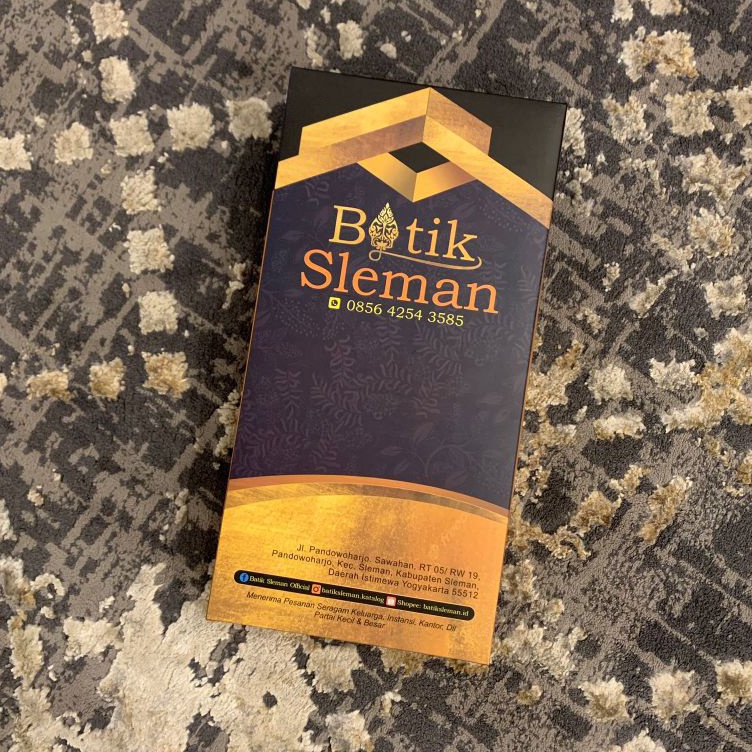 Batik
Sleman
0856 4254 3585
Jl. Pandowoharjo, Sawahan, RT 05/ RW 19,
Pandowoharjo, Kec. Sleman, Kabupaten Sleman,
Daerah Istimewa Yogyakarta 55512
Batik Sleman Official batiksleman.katalog Shopee: batiksleman.id
Menerima Pesanan Seragam Keluarga, Instansi, Kantor, Dll
Partai Kecil & Besar